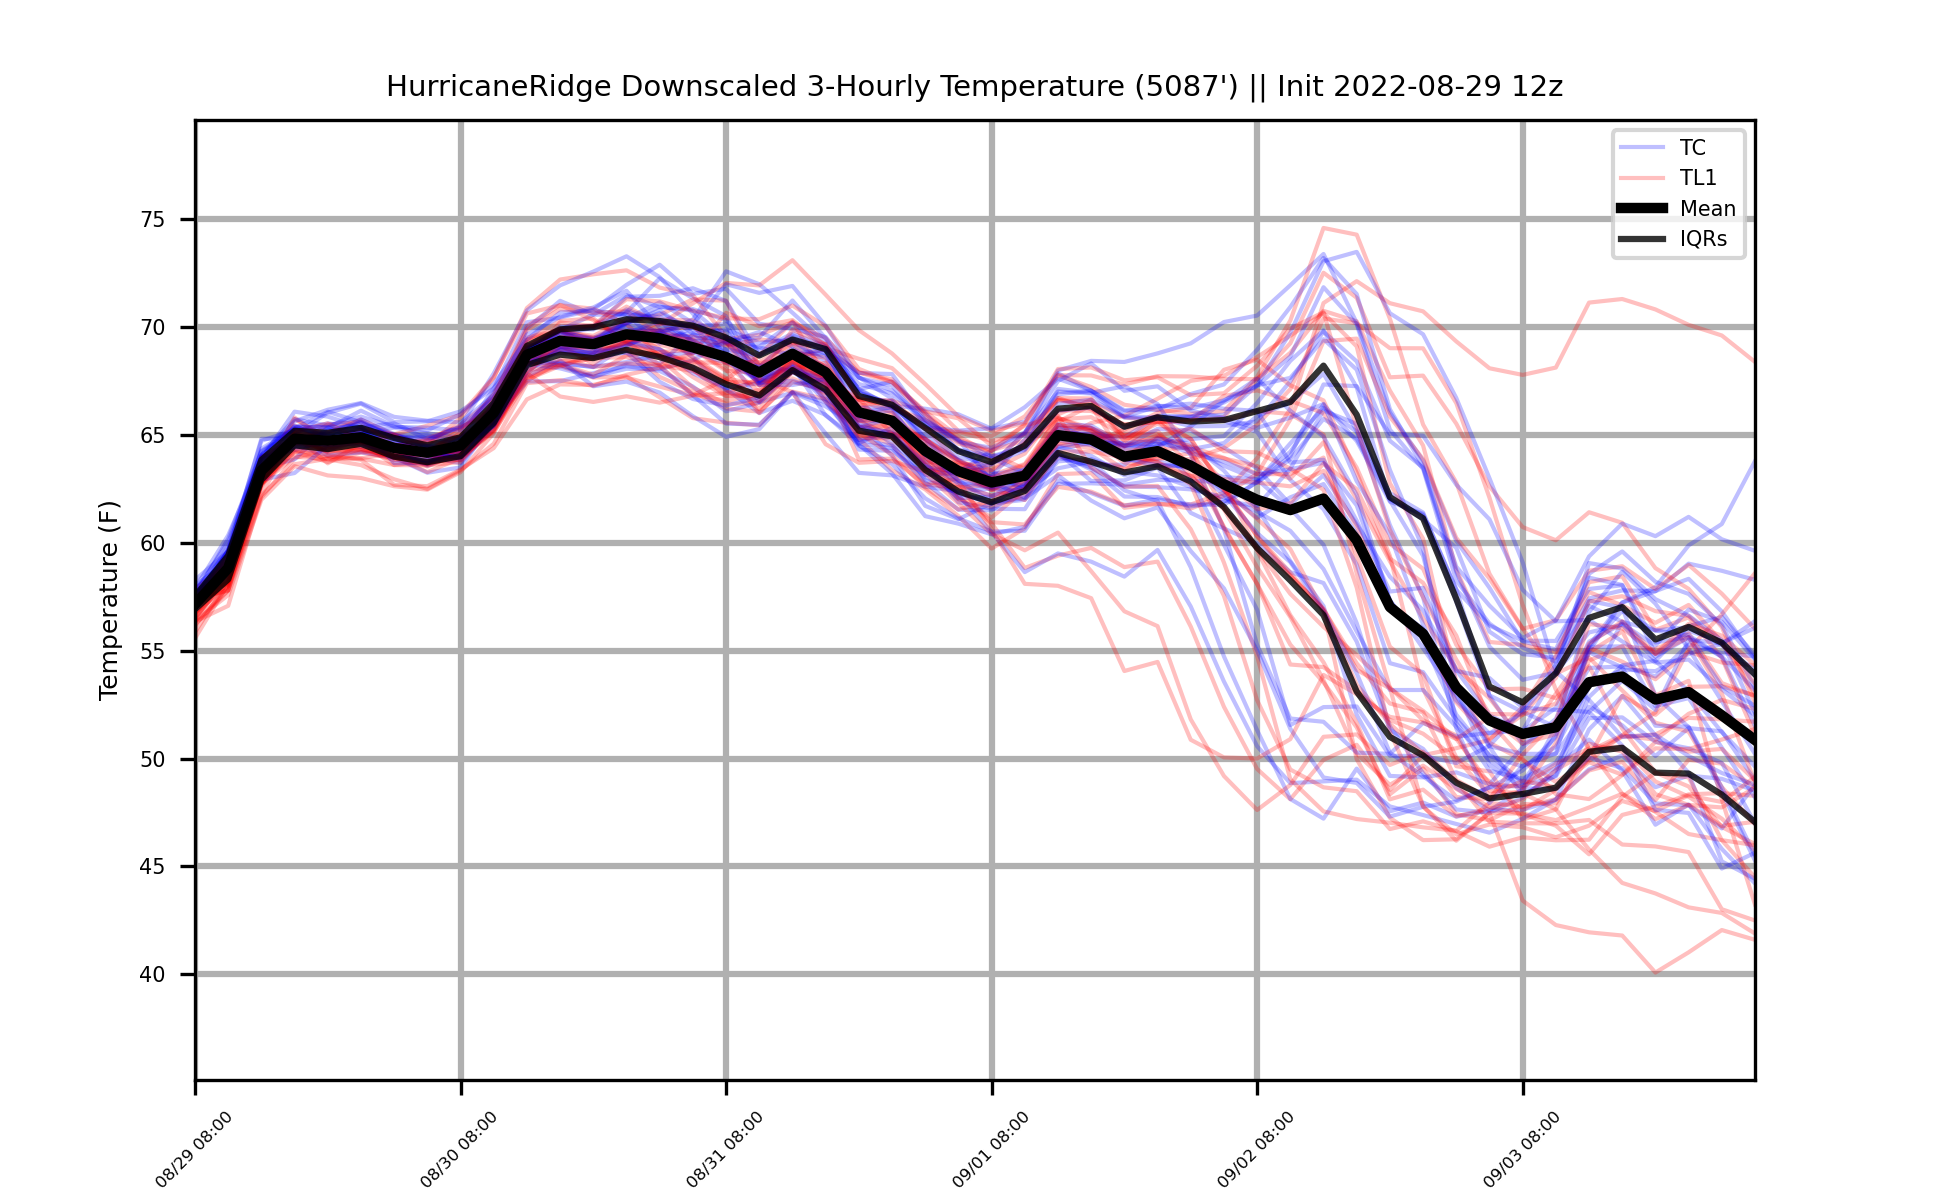 HurricaneRidge Downscaled 3-Hourly Temperature (5087') || Init 2022-08-29 12z
TC
TL1
Mean
IQRs
Temperature (F)
75
70
65
60
55
50
45
40
08/29 08:00
08/30 08:00
08/31 08:00
09/01 08:00
09/02 08:00
09/03 08:00